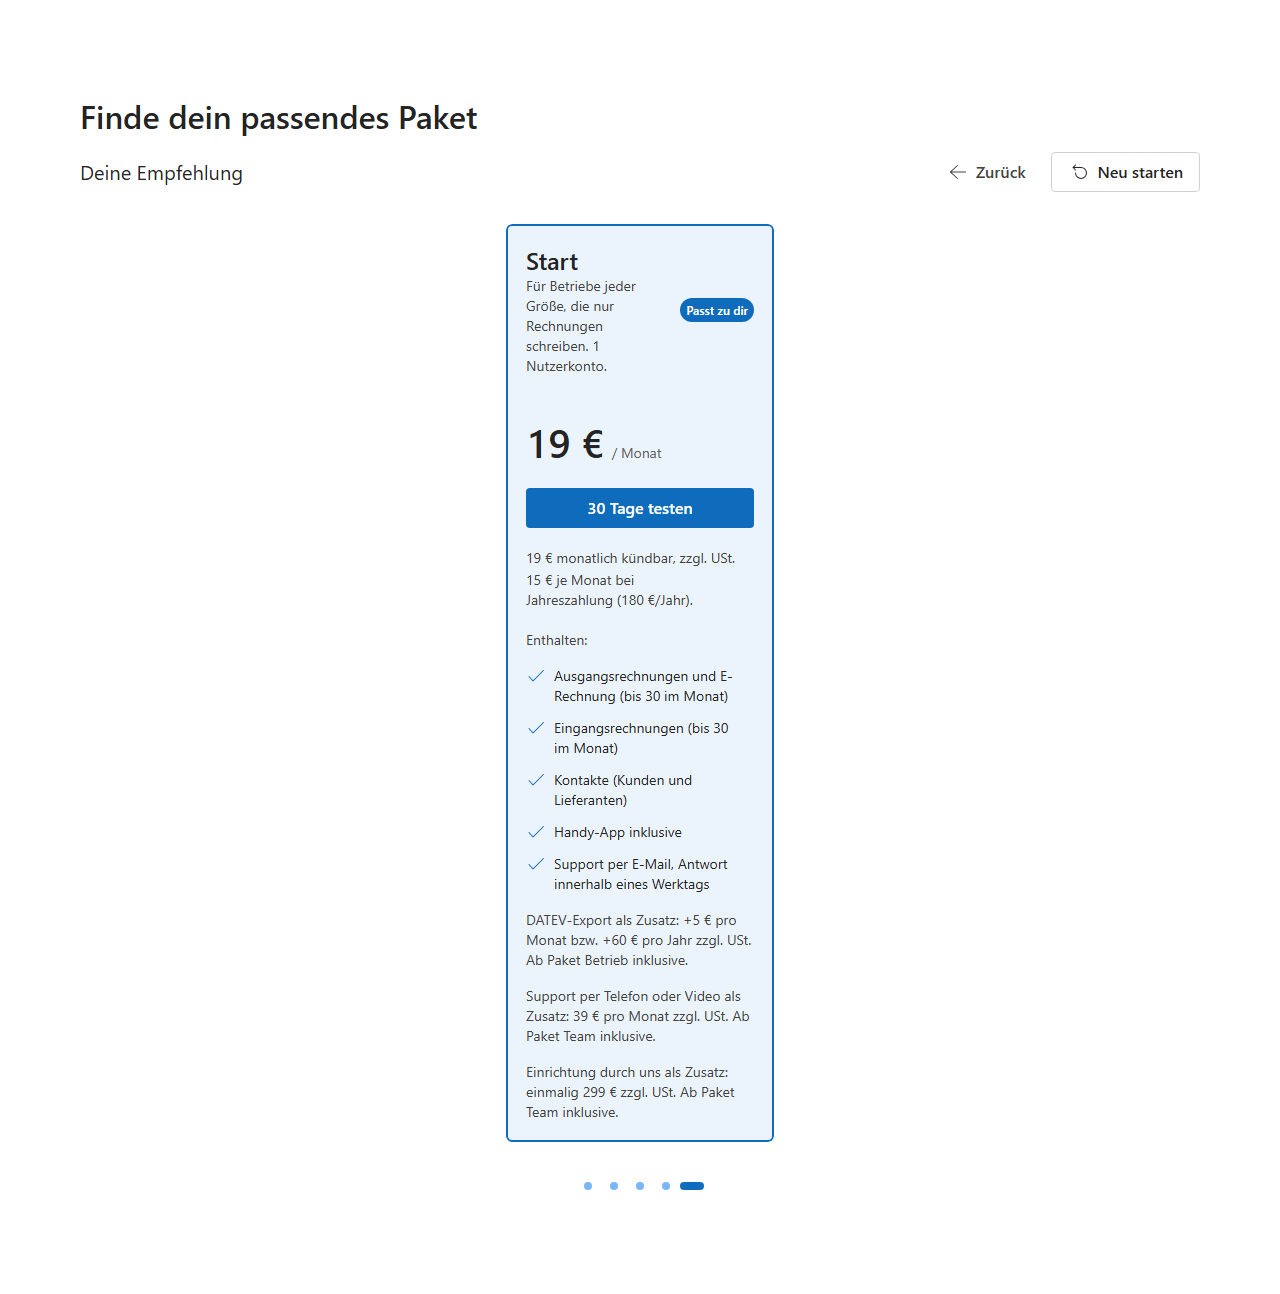 Finde dein passendes Paket
Deine Empfehlung
Zurück
Neu starten
Start
Für Betriebe jeder
Größe, die nur
Rechnungen
schreiben. 1
Nutzerkonto.
Passt zu dir
19 € / Monat
30 Tage testen
19 € monatlich kündbar, zzgl. USt.
15 € je Monat bei
Jahreszahlung (180 €/Jahr).
Enthalten:
Ausgangsrechnungen und E-
Rechnung (bis 30 im Monat)
Eingangsrechnungen (bis 30
im Monat)
Kontakte (Kunden und
Lieferanten)
Handy-App inklusive
Support per E-Mail, Antwort
innerhalb eines Werktags
DATEV-Export als Zusatz: +5 € pro
Monat bzw. +60 € pro Jahr zzgl. USt.
Ab Paket Betrieb inklusive.
Support per Telefon oder Video als
Zusatz: 39 € pro Monat zzgl. USt. Ab
Paket Team inklusive.
Einrichtung durch uns als Zusatz:
einmalig 299 € zzgl. USt. Ab Paket
Team inklusive.